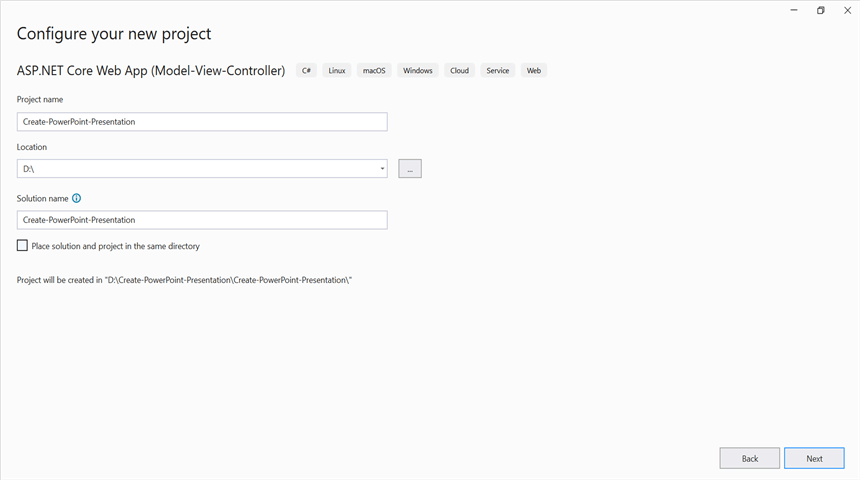 Configure your new project
ASP.NET Core Web App (Model-View-Controller) C# Linux macOS Windows Cloud Service Web
Project name
Create-PowerPoint-Presentation
Location
D:\
...
Solution name
Create-PowerPoint-Presentation
Place solution and project in the same directory
Project will be created in "D:\Create-PowerPoint-Presentation\Create-PowerPoint-Presentation\"
Back Next